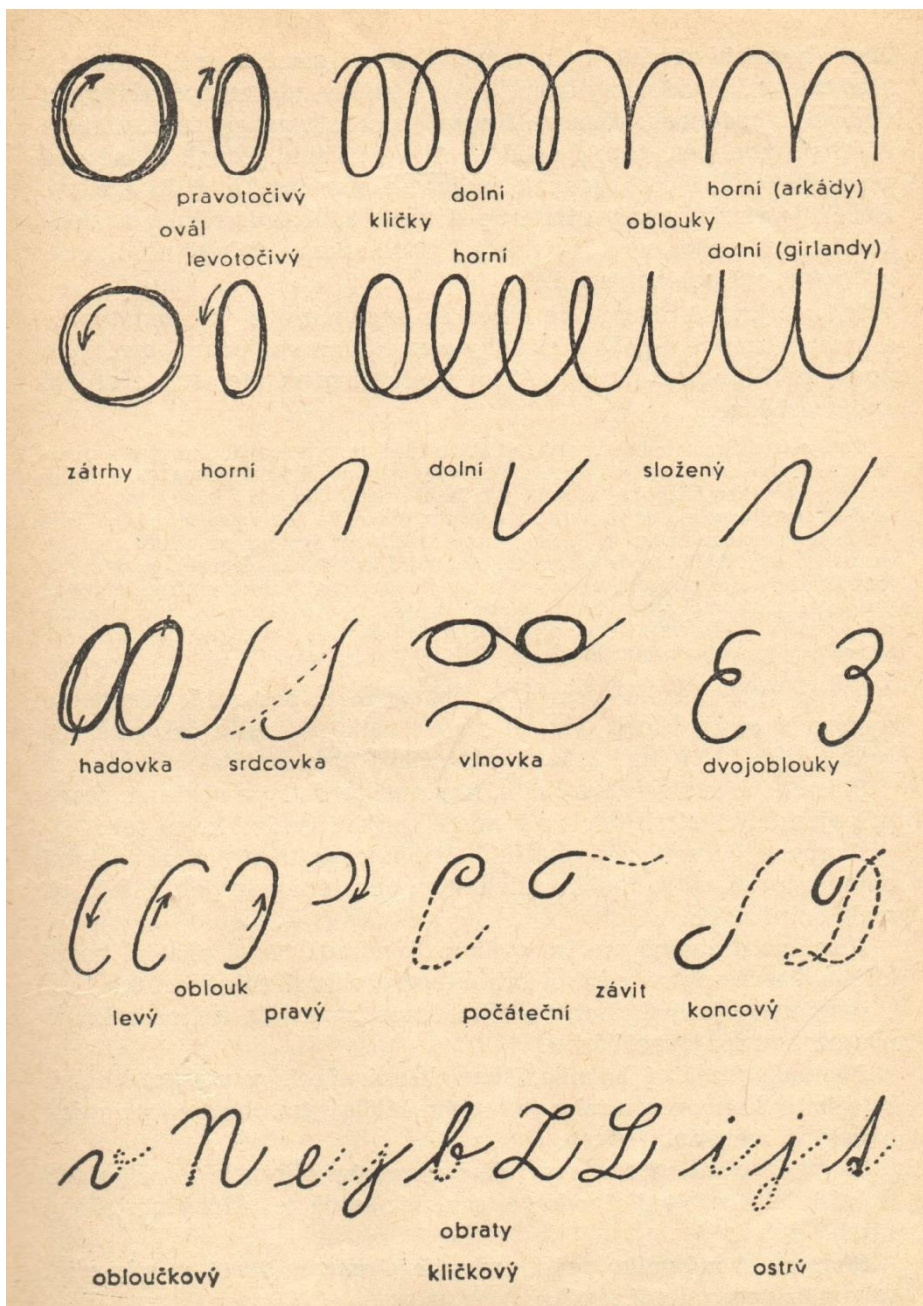 pravotočivý dolní horní (arkády)
ovál kličky oblouky
levotočivý horní dolní (girlandy)
zátrhy horní dolní složený
hadovka srdcovka vlnovka dvojoblouky
oblouk závit
levý pravý počáteční koncový
v N e y b Z L i j s
obraty
obloučkový kličkový ostrý